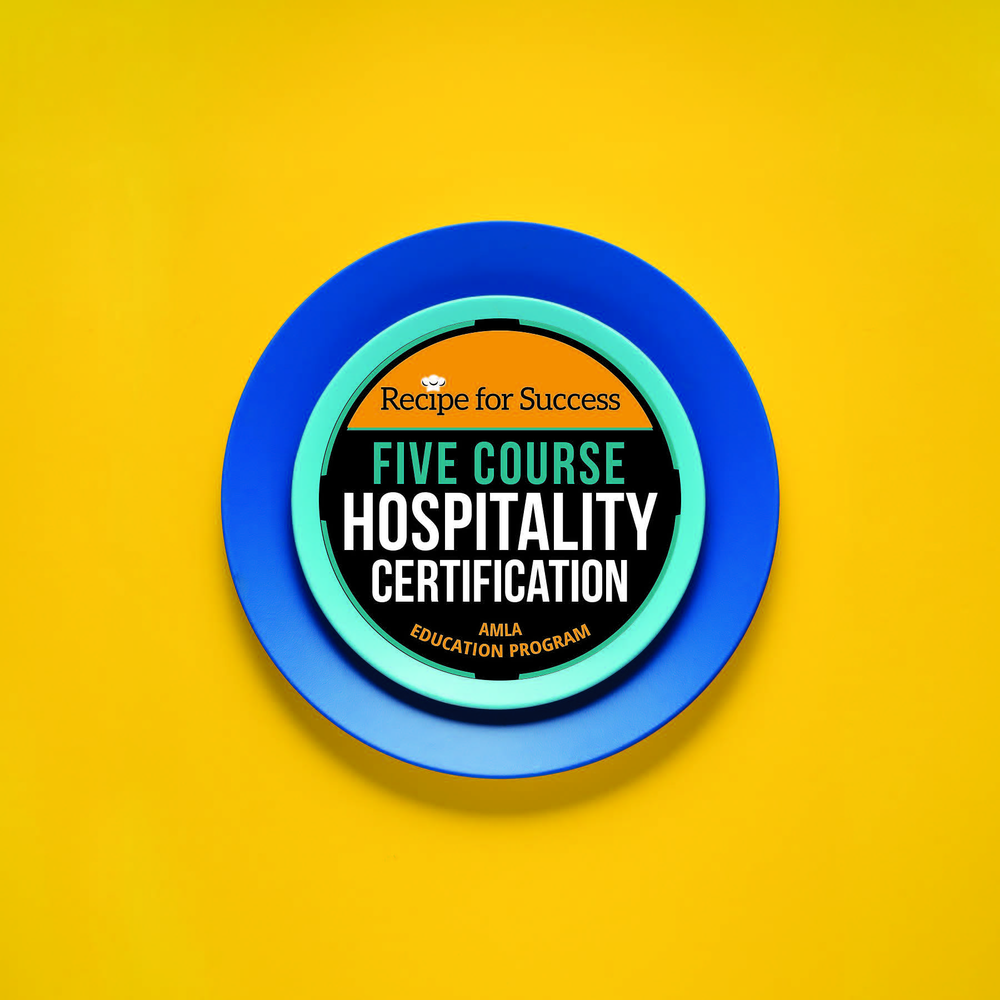 Recipe for Success
FIVE COURSE
HOSPITALITY
CERTIFICATION
AMLA
EDUCATION PROGRAM